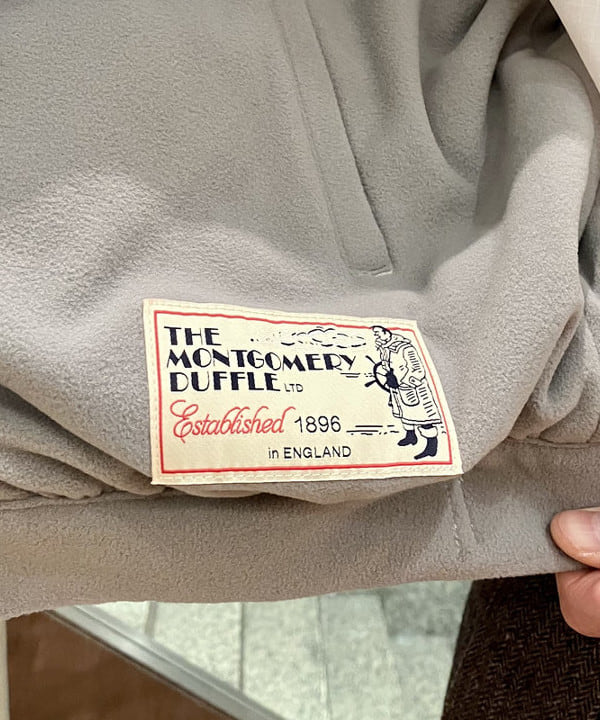 THE
MONTGOMERY
DUFFLE LTD
Established 1896
in ENGLAND